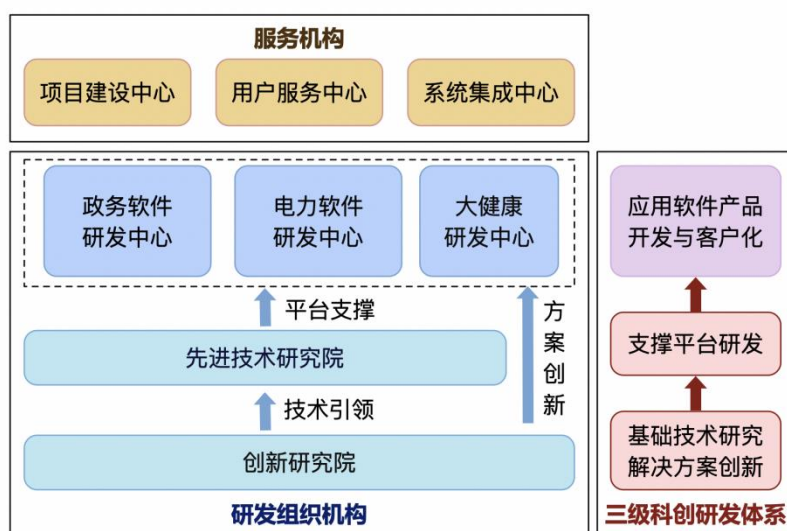 服务机构
项目建设中心
用户服务中心
系统集成中心
政务软件
研发中心
电力软件
研发中心
大健康
研发中心
平台支撑
方案创新
先进技术研究院
技术引领
创新研究院
研发组织机构
应用软件产品
开发与客户化
支撑平台研发
基础技术研究
解决方案创新
三级科创研发体系